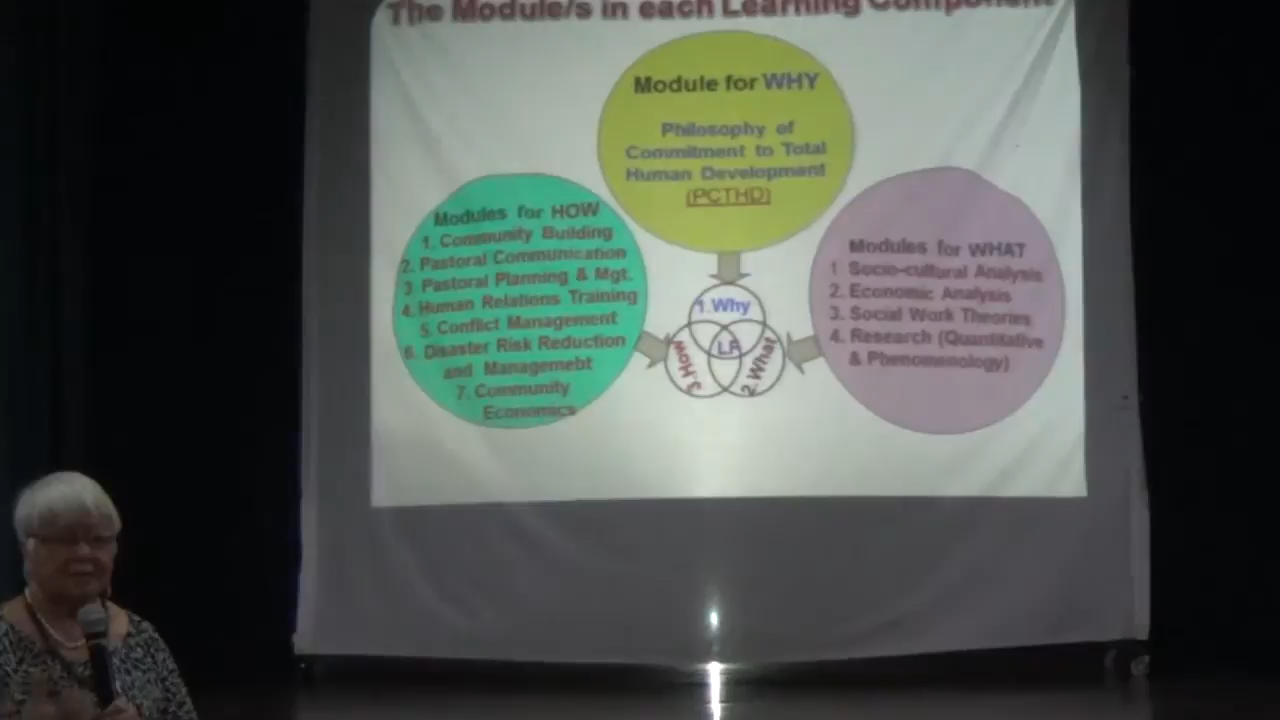 The Module/s in each Learning Component
Module for WHY
Philosophy of
Commitment to Total
Human Development
(PCTHD)
Modules for HOW
1. Community Building
2. Pastoral Communication
3. Pastoral Planning & Mgt.
4. Human Relations Training
5. Conflict Management
6. Disaster Risk Reduction
and Managemebt
7. Community
Economics
Modules for WHAT
1 Socio-cultural Analysis
2. Economic Analysis
3. Social Work Theories
4. Research (Quantitative
& Phenomenology)
1.Why
LF
3.How
2.What